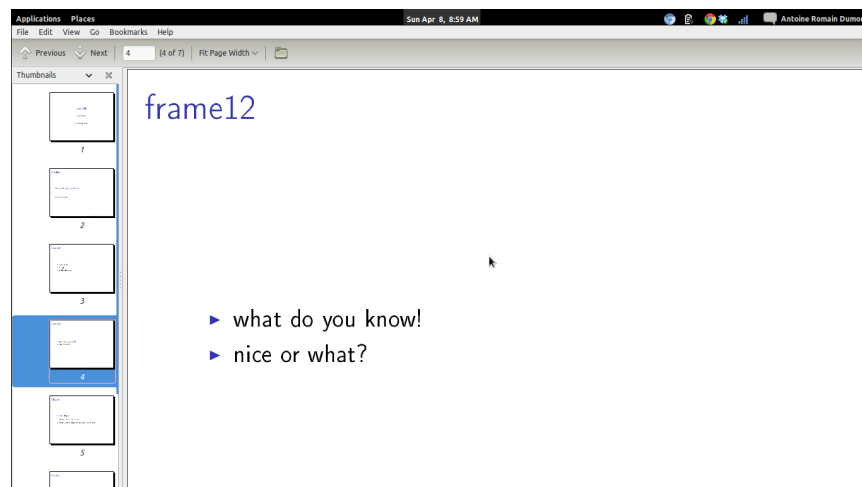 Applications Places Sun Apr 8, 8:59 AM Antoine Romain Dumo
File Edit View Go Bookmarks Help
Previous Next 4 (4 of 7) Fit Page Width
Thumbnails
frame12
1
2
3
what do you know!
nice or what?
4
5